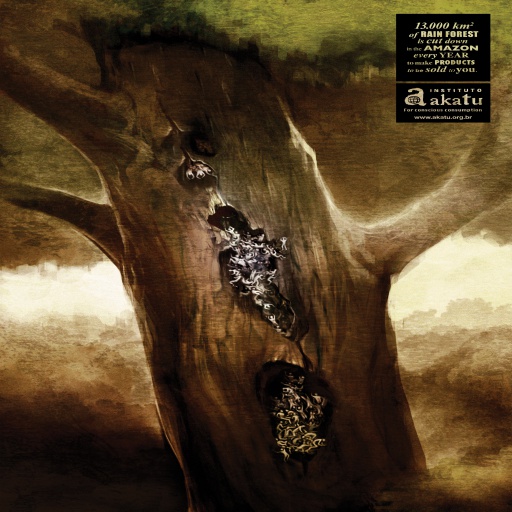 13.000 km²
of RAIN FOREST
is cut down
in the AMAZON
every YEAR
to make PRODUCTS
to be sold to you.
INSTITUTO
akatu
For conscious consumption
www.akatu.org.br